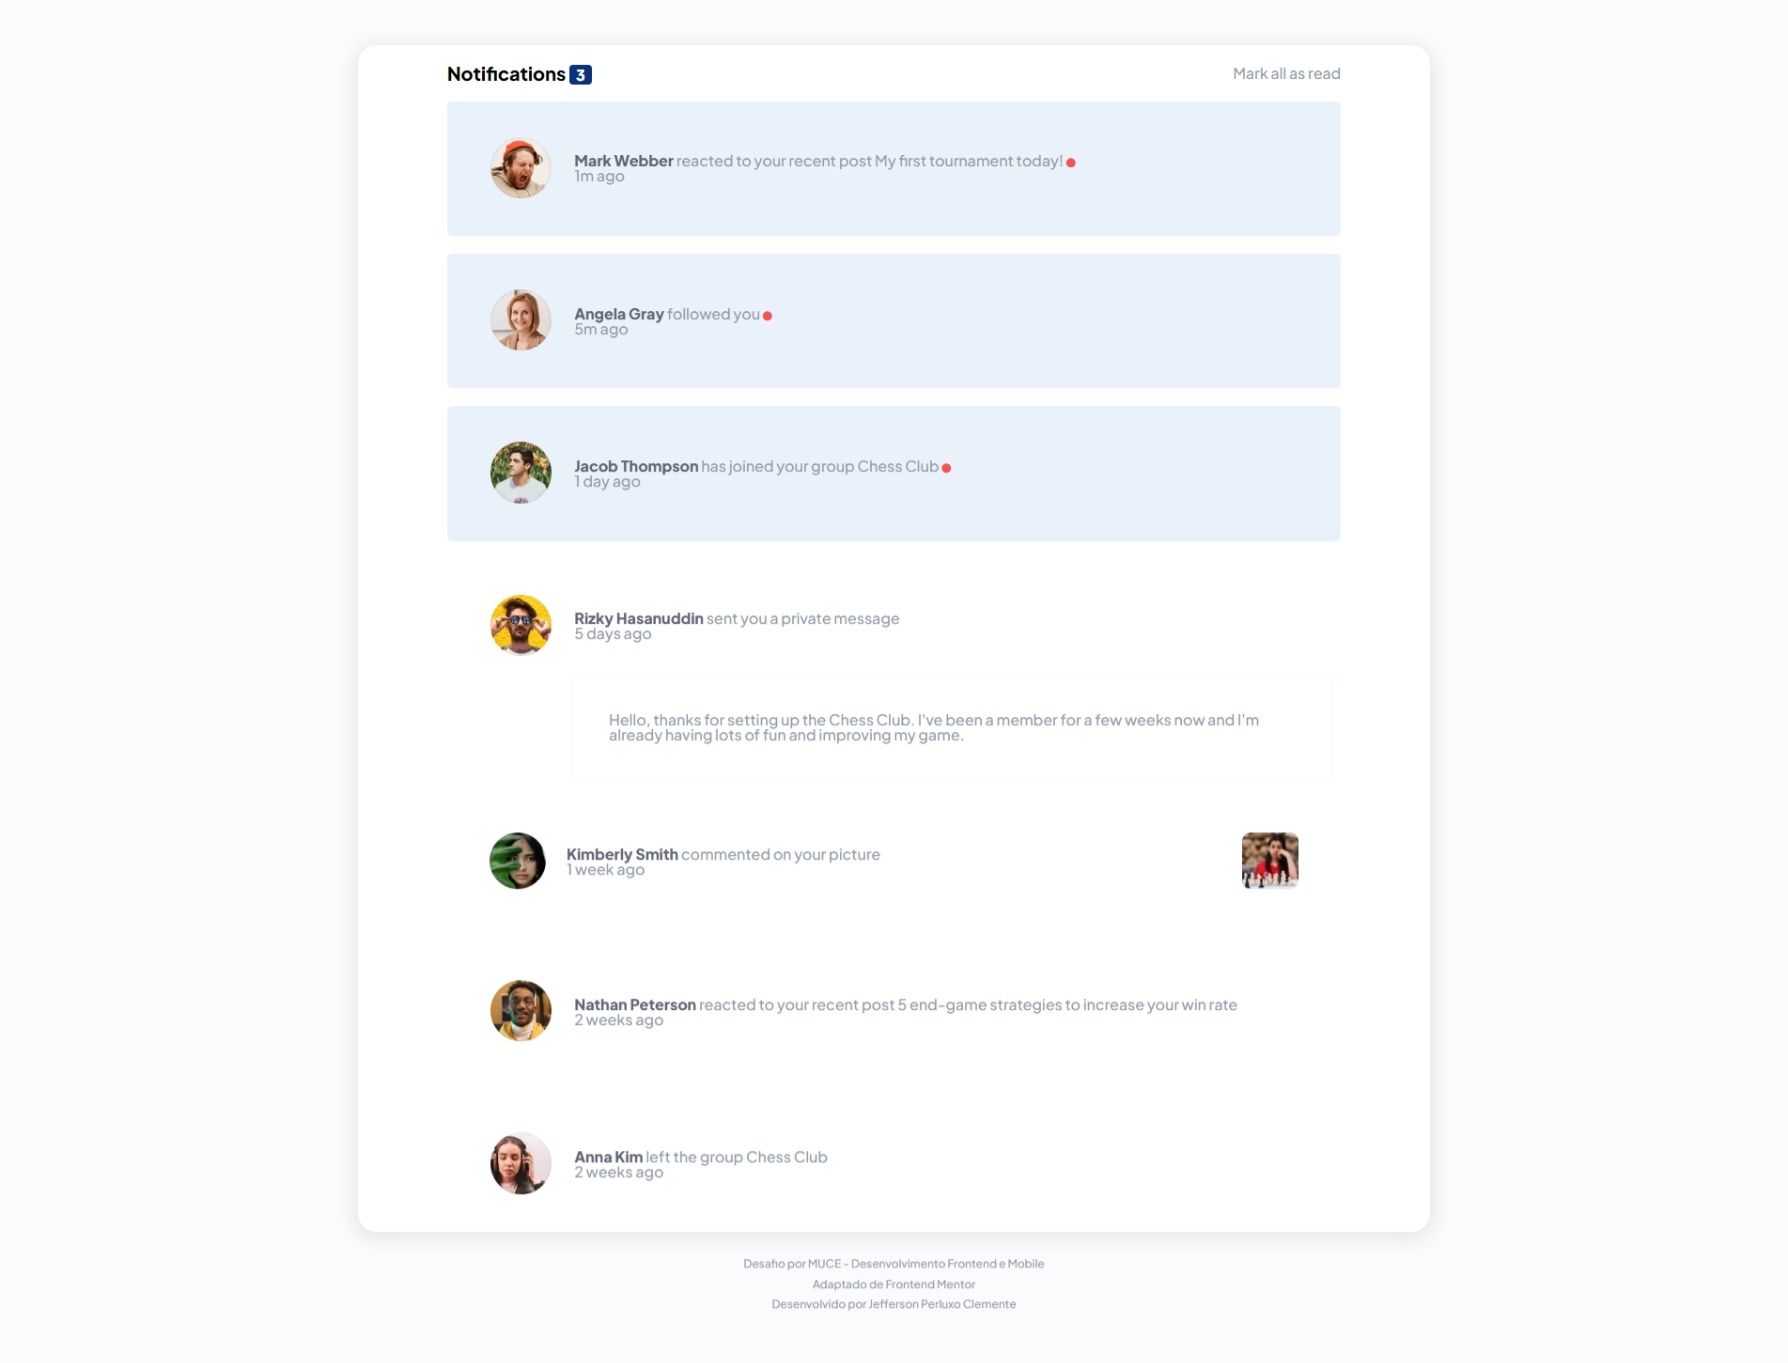 Notifications 3
Mark all as read
Mark Webber reacted to your recent post My first tournament today!
1m ago
Angela Gray followed you
5m ago
Jacob Thompson has joined your group Chess Club
1 day ago
Rizky Hasanuddin sent you a private message
5 days ago
Hello, thanks for setting up the Chess Club. I've been a member for a few weeks now and I'm
already having lots of fun and improving my game.
Kimberly Smith commented on your picture
1 week ago
Nathan Peterson reacted to your recent post 5 end-game strategies to increase your win rate
2 weeks ago
Anna Kim left the group Chess Club
2 weeks ago
Desafio por MUCE - Desenvolvimento Frontend e Mobile
Adaptado de Frontend Mentor
Desenvolvido por Jefferson Perluxo Clemente